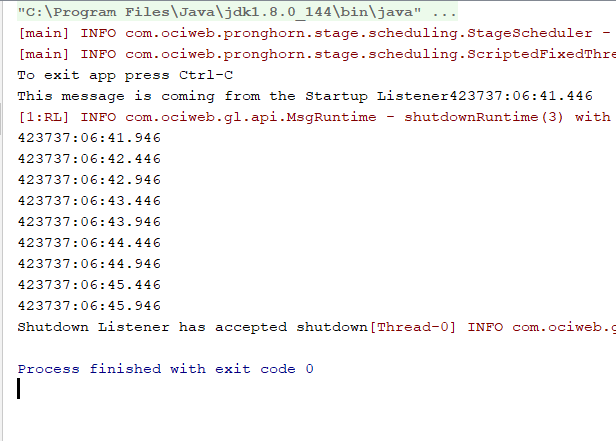 "C:\Program Files\Java\jdk1.8.0_144\bin\java" ...
[main] INFO com.ociweb.pronghorn.stage.scheduling.StageScheduler -
[main] INFO com.ociweb.pronghorn.stage.scheduling.ScriptedFixedThre
To exit app press Ctrl-C
This message is coming from the Startup Listener423737:06:41.446
[1:RL] INFO com.ociweb.gl.api.MsgRuntime - shutdownRuntime(3) with
423737:06:41.946
423737:06:42.446
423737:06:42.946
423737:06:43.446
423737:06:43.946
423737:06:44.446
423737:06:44.946
423737:06:45.446
423737:06:45.946
Shutdown Listener has accepted shutdown[Thread-0] INFO com.ociweb.g
Process finished with exit code 0